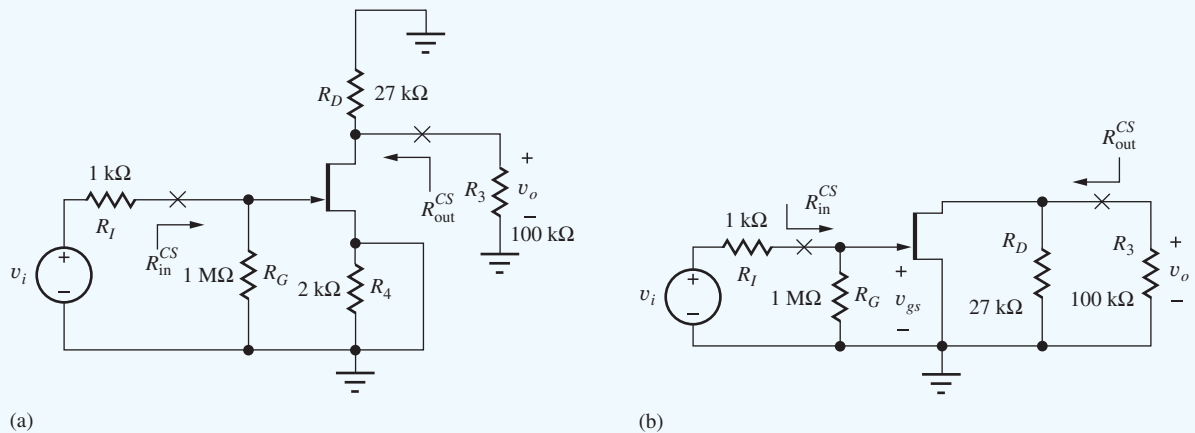 R_D
27 kΩ
1 kΩ
R_I
R_in^CS
R_out^CS
R_3
+
v_o
−
100 kΩ
v_i
+
−
1 MΩ
R_G
2 kΩ
R_4
(a)
R_out^CS
R_in^CS
1 kΩ
R_I
v_i
+
−
1 MΩ
R_G
+
v_gs
−
R_D
27 kΩ
R_3
100 kΩ
+
v_o
−
(b)